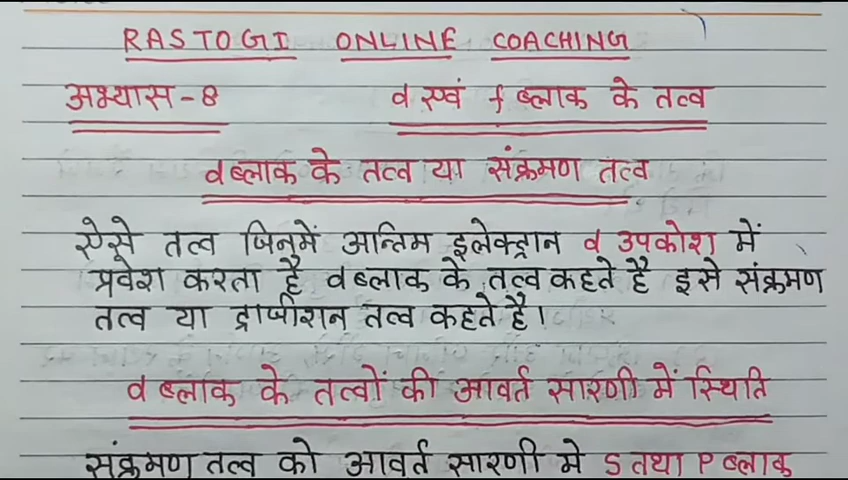 RASTOGI ONLINE COACHING
अभ्यास-8 d एवं f ब्लाक के तत्व
d ब्लाक के तत्व या संक्रमण तत्व
ऐसे तत्व जिनमें अन्तिम इलेक्ट्रान d उपकोश में
प्रवेश करता है d ब्लाक के तत्व कहते है इसे संक्रमण
तत्व या ट्रांजीशन तत्व कहते है।
d ब्लाक के तत्वों की आवर्त सारणी में स्थिति
संक्रमण तत्व को आवर्त सारणी मे S तथा P ब्लाक